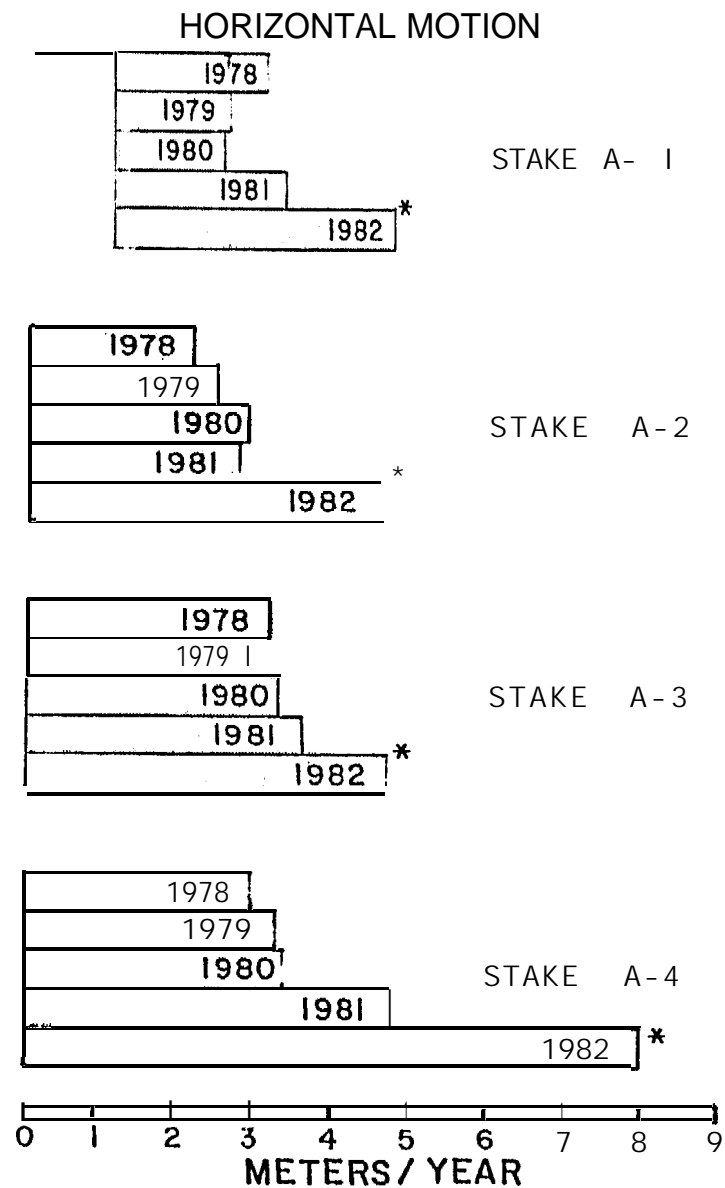 HORIZONTAL MOTION
1978
1979
1980
1981
1982 *
STAKE A- I
1978
1979
1980
1981
1982 *
STAKE A-2
1978
1979 I
1980
1981
1982 *
STAKE A-3
1978
1979
1980
1981
1982 *
STAKE A-4
0 1 2 3 4 5 6 7 8 9
METERS/YEAR